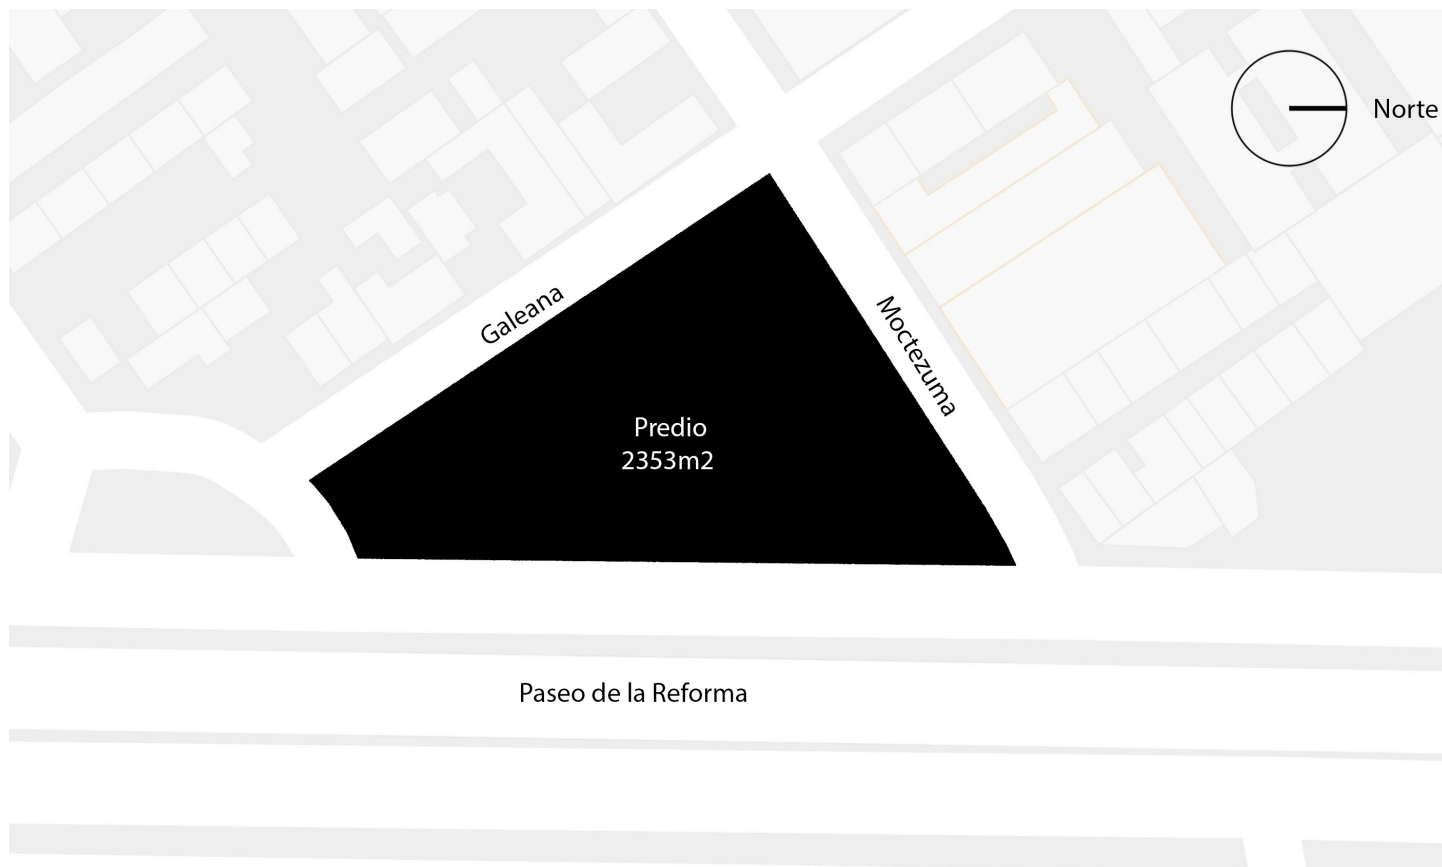 Norte
Galeana
Moctezuma
Predio
2353m2
Paseo de la Reforma